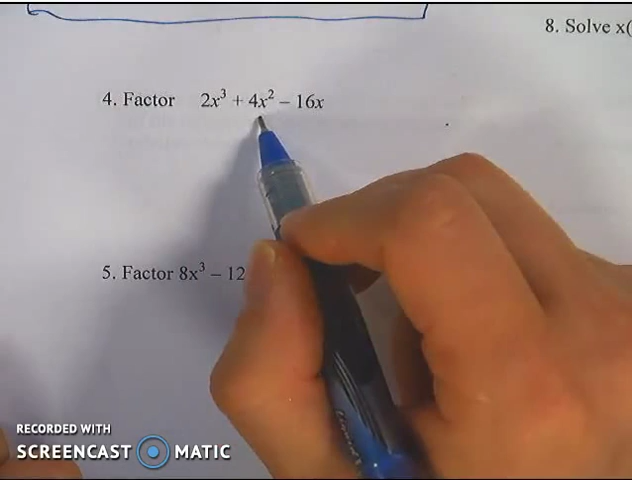 8. Solve x(
4. Factor 2x³ + 4x² – 16x
5. Factor 8x³ – 12
RECORDED WITH
SCREENCAST MATIC